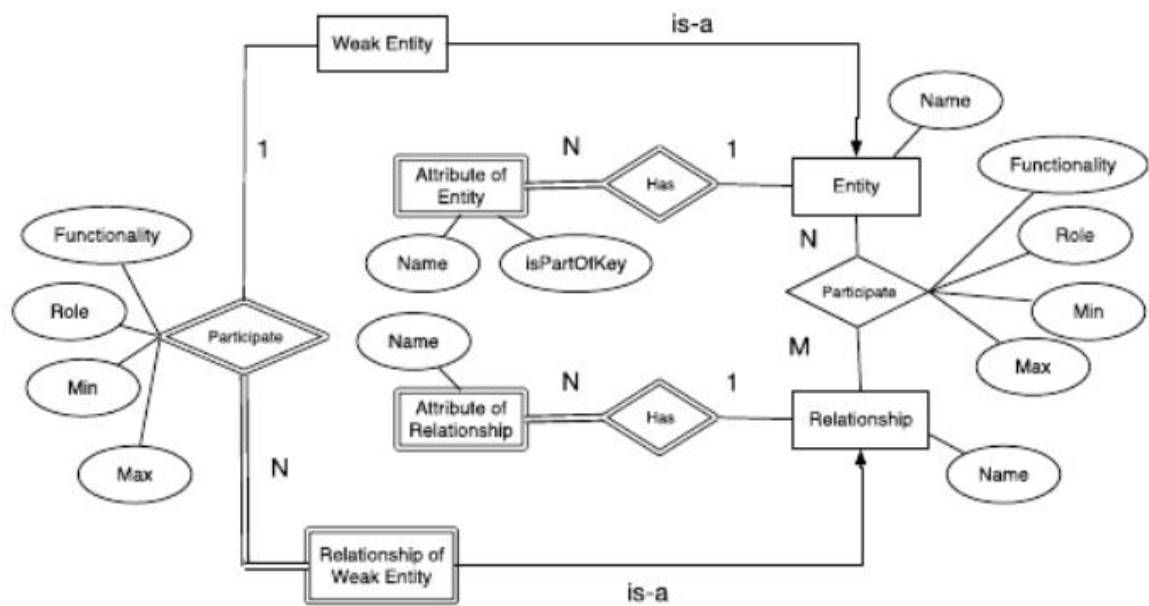 is-a
Weak Entity
Name
1
N
1
Functionality
Attribute of
Entity
Has
Entity
Functionality
N
Role
Name
isPartOfKey
Role
Participate
Name
Participate
Min
Min
M
Max
N
1
Attribute of
Relationship
Has
Relationship
Max
N
Name
Relationship of
Weak Entity
is-a